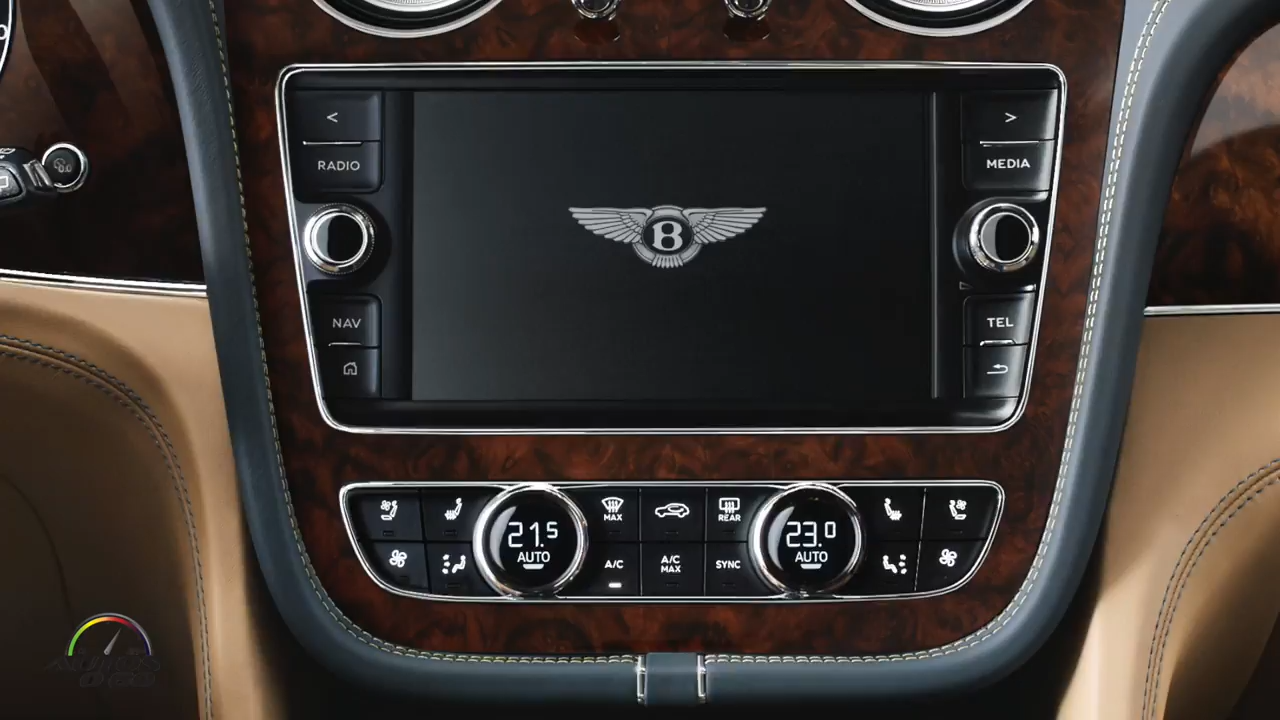 <
RADIO
NAV
B
>
MEDIA
TEL
21.5
AUTO
MAX
REAR
A/C
A/C
MAX
SYNC
23.0
AUTO